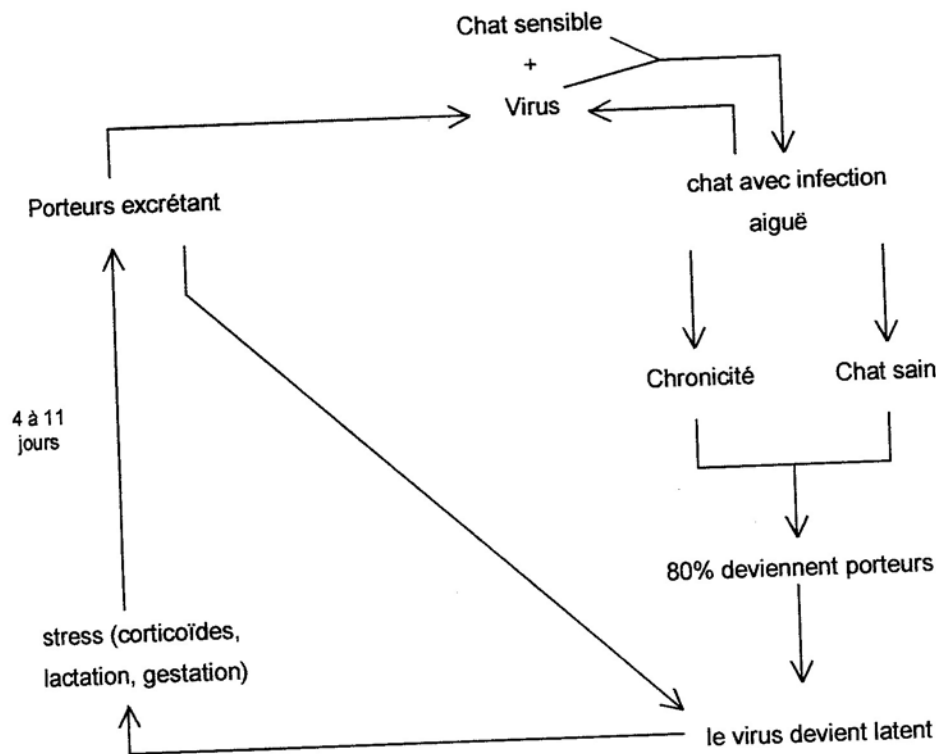 Chat sensible
+
Virus
chat avec infection
aiguë
Porteurs excrétant
Chronicité
Chat sain
4 à 11
jours
80% deviennent porteurs
stress (corticoïdes,
lactation, gestation)
le virus devient latent